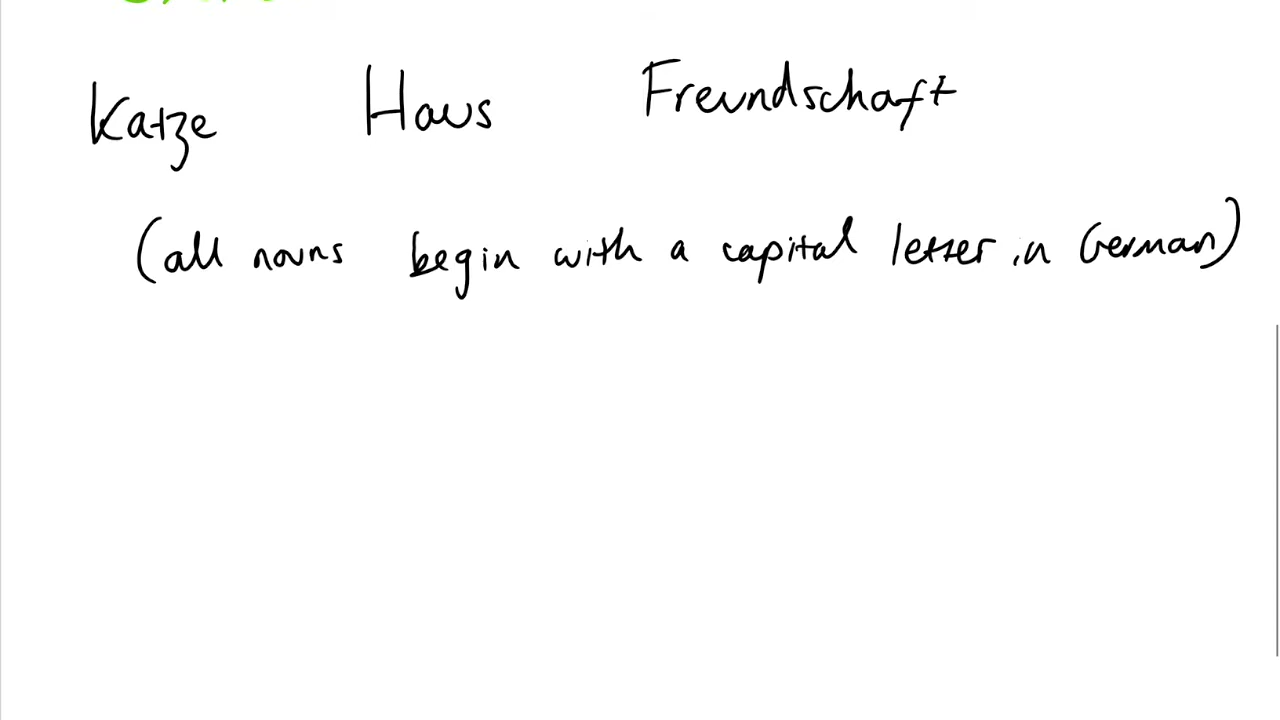 Katze Haus Freundschaft
(all nouns begin with a capital letter in German)